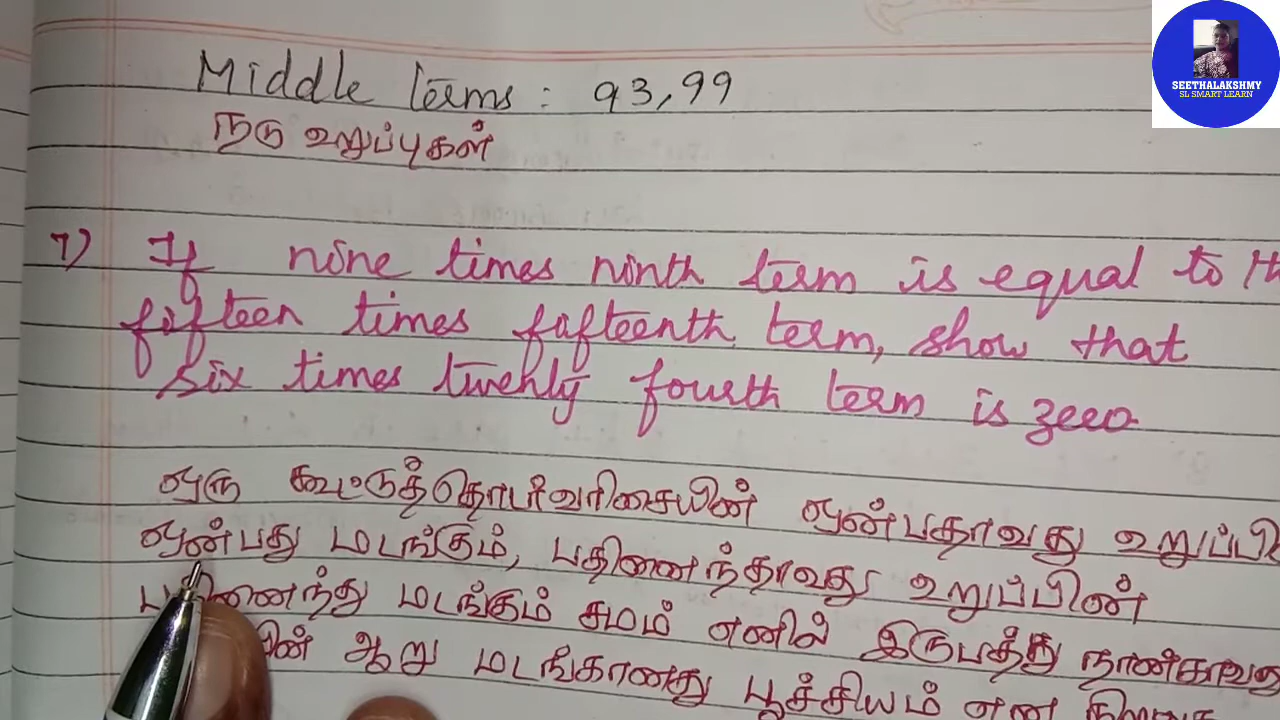 SEETHALAKSHMY
SL SMART LEARN
Middle Terms : 93, 99
நடு உறுப்புகள்
7) If nine times ninth term is equal to th
fifteen times fifteenth term, show that
six times twenty fourth term is zero
ஒரு கூட்டுத்தொடர்வரிசையின் ஒன்பதாவது உறுப்பி
ஒன்பது மடங்கும், பதினைந்தாவது உறுப்பின்
மடங்கும் சமம் எனில் இருபத்து நான்காவது
ஆறு மடங்கானது பூச்சியம் என